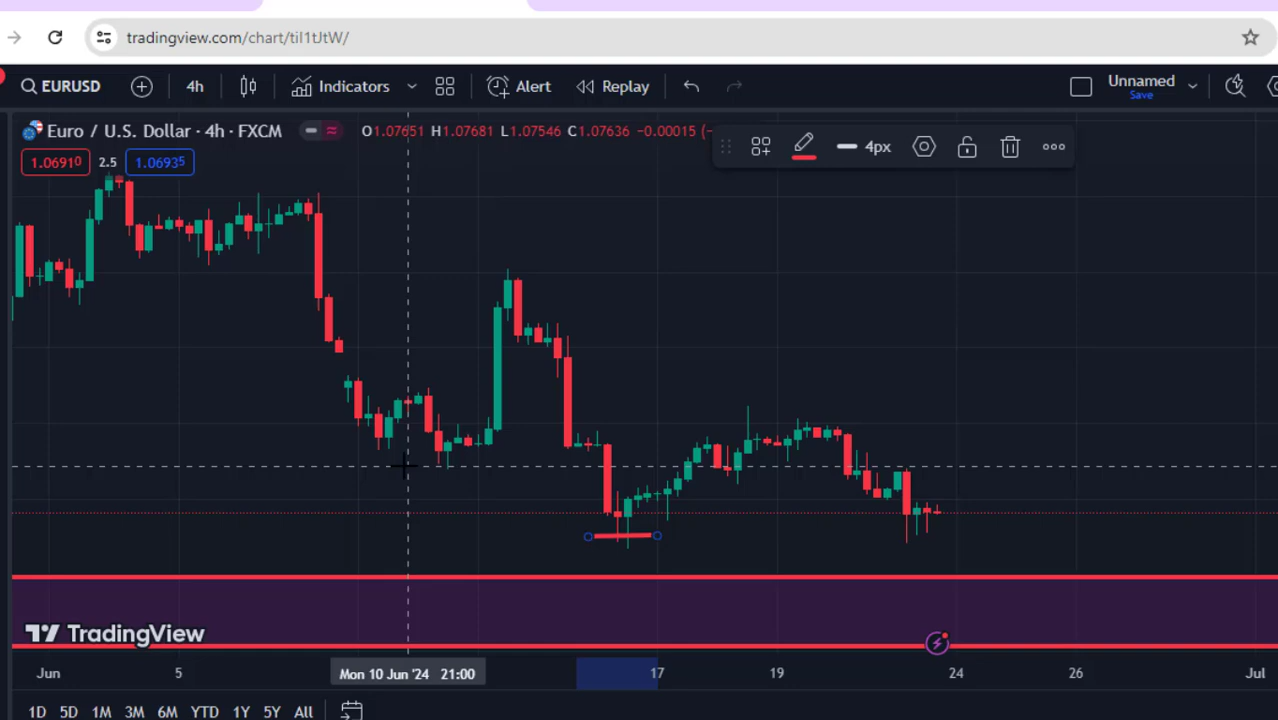 tradingview.com/chart/til1tJtW/
EURUSD 4h Indicators Alert Replay Unnamed
Save
Euro / U.S. Dollar · 4h · FXCM O1.07651 H1.07681 L1.07546 C1.07636 −0.00015 (−
4px
1.06910 2.5 1.06935
TradingView
Jun 5 Mon 10 Jun '24 21:00 17 19 24 26 Jul
1D 5D 1M 3M 6M YTD 1Y 5Y All